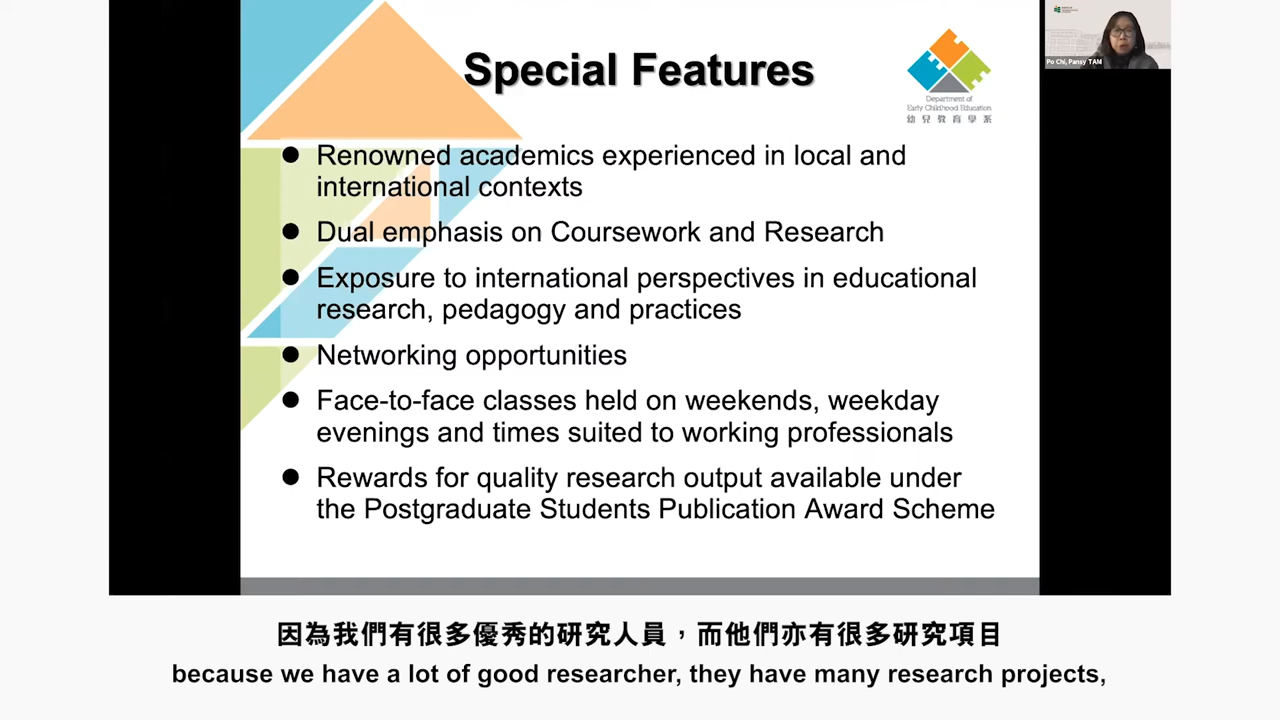 Special Features
Department of
Early Childhood Education
幼兒教育學系
Po Chi, Pansy TAM
● Renowned academics experienced in local and
international contexts
● Dual emphasis on Coursework and Research
● Exposure to international perspectives in educational
research, pedagogy and practices
● Networking opportunities
● Face-to-face classes held on weekends, weekday
evenings and times suited to working professionals
● Rewards for quality research output available under
the Postgraduate Students Publication Award Scheme
因為我們有很多優秀的研究人員，而他們亦有很多研究項目
because we have a lot of good researcher, they have many research projects,